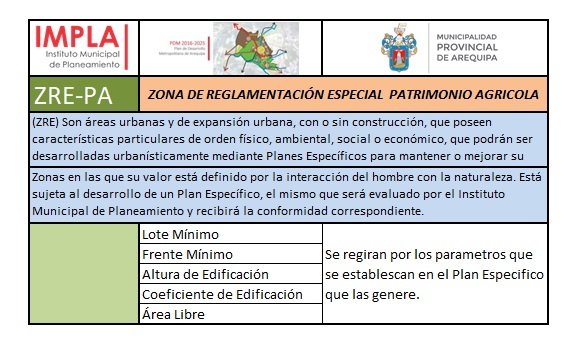 IMPLA
Instituto Municipal
de Planeamiento
PDM 2016-2025
Plan de Desarrollo
Metropolitano de Arequipa
MUNICIPALIDAD
PROVINCIAL
DE AREQUIPA
ZRE-PA
ZONA DE REGLAMENTACIÓN ESPECIAL PATRIMONIO AGRICOLA
(ZRE) Son áreas urbanas y de expansión urbana, con o sin construcción, que poseen
características particulares de orden físico, ambiental, social o económico, que podrán ser
desarrolladas urbanísticamente mediante Planes Específicos para mantener o mejorar su
Zonas en las que su valor está definido por la interacción del hombre con la naturaleza. Está
sujeta al desarrollo de un Plan Específico, el mismo que será evaluado por el Instituto
Municipal de Planeamiento y recibirá la conformidad correspondiente.
Lote Mínimo
Frente Mínimo
Altura de Edificación
Coeficiente de Edificación
Área Libre
Se regiran por los parametros que
se establescan en el Plan Especifico
que las genere.